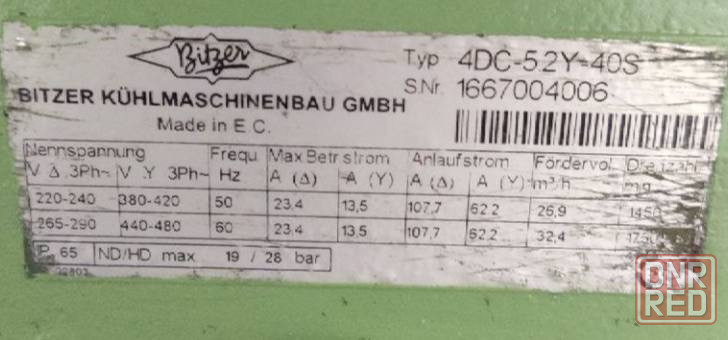 Bitzer
Typ 4DC-5.2Y-40S
S.Nr. 1667004006
BITZER KÜHLMASCHINENBAU GMBH
Made in E.C.
Nennspannung Frequ. Max.Betr.strom Anlaufstrom Fördervol. Drehzahl
V Δ 3Ph~ V Y 3Ph~ Hz A (Δ) A (Y) A (Δ) A (Y) m³/h
220-240 380-420 50 23.4 13,5 107,7 62.2 26,9 1450
265-290 440-480 60 23.4 13,5 107,7 62.2 32,4
IP 65 ND/HD max 19 / 28 bar
DNR
RED